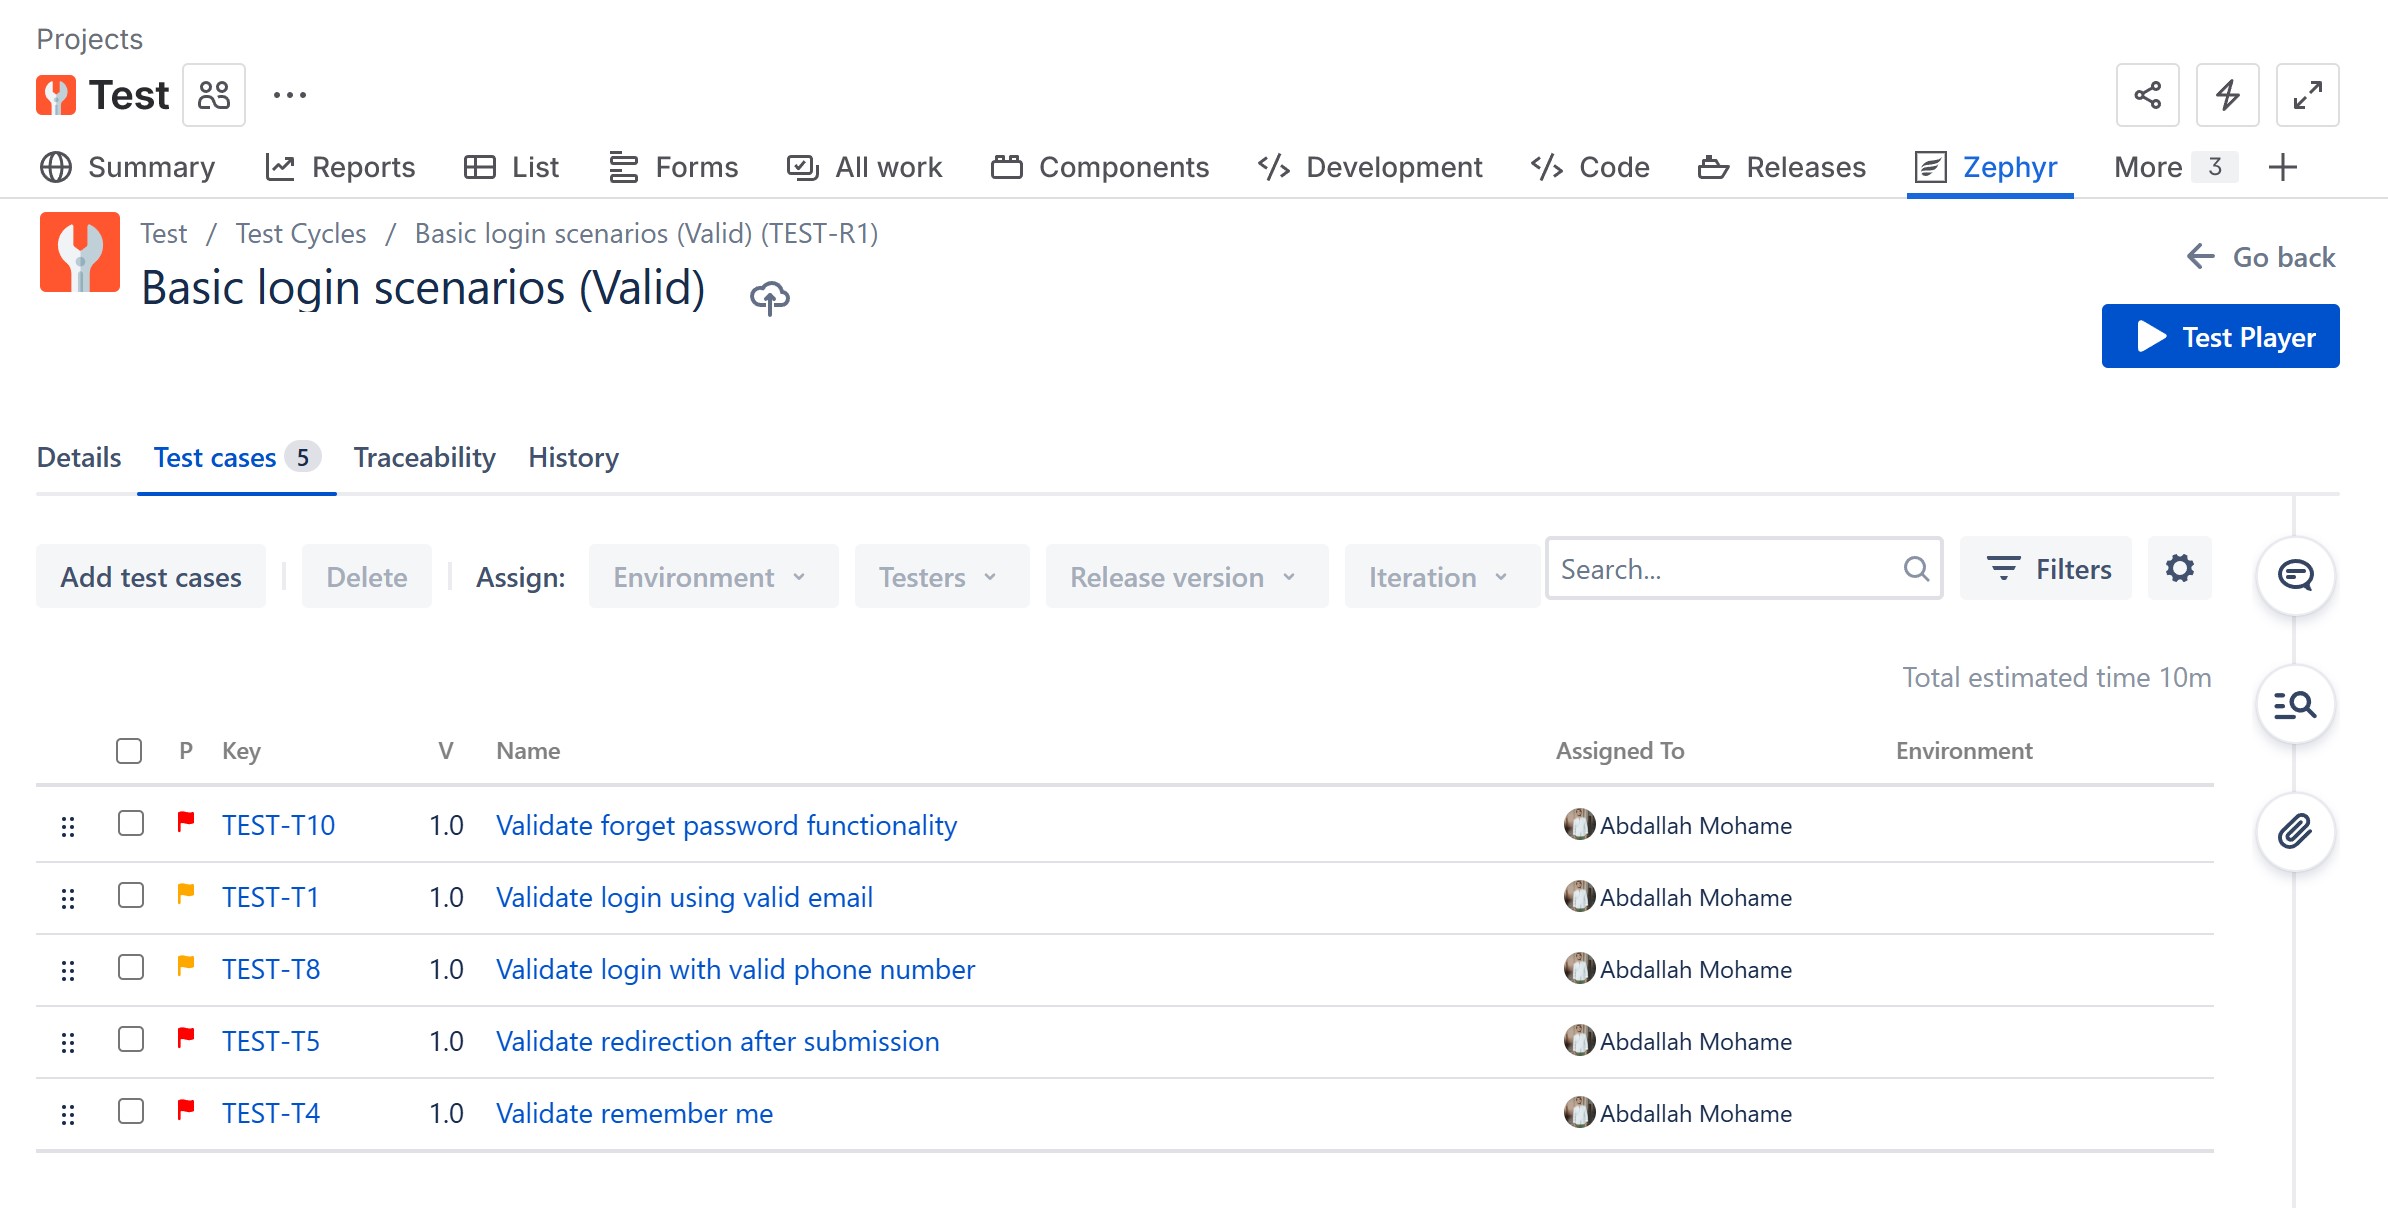 Projects
Test
Summary Reports List Forms All work Components Development Code Releases Zephyr More 3
Test / Test Cycles / Basic login scenarios (Valid) (TEST-R1)
Basic login scenarios (Valid)
Go back
Test Player
Details Test cases 5 Traceability History
Add test cases Delete Assign: Environment Testers Release version Iteration Search... Filters
Total estimated time 10m
P Key V Name Assigned To Environment
TEST-T10 1.0 Validate forget password functionality Abdallah Mohame
TEST-T1 1.0 Validate login using valid email Abdallah Mohame
TEST-T8 1.0 Validate login with valid phone number Abdallah Mohame
TEST-T5 1.0 Validate redirection after submission Abdallah Mohame
TEST-T4 1.0 Validate remember me Abdallah Mohame